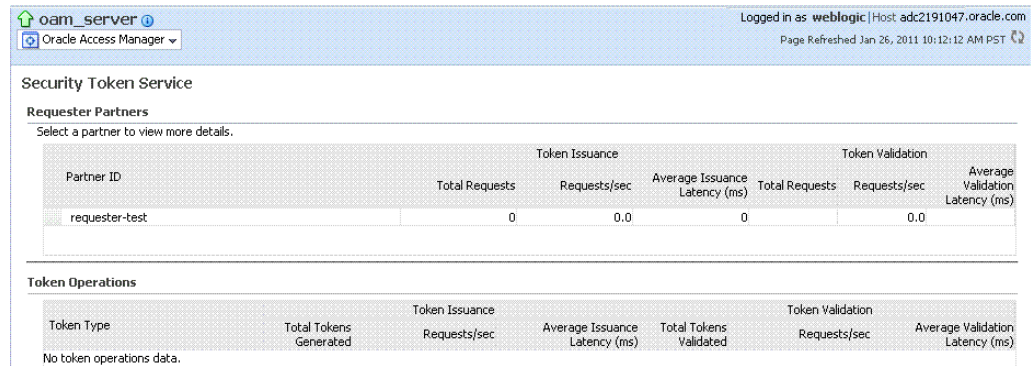 oam_server
Logged in as weblogic|Host adc2191047.oracle.com
Oracle Access Manager
Page Refreshed Jan 26, 2011 10:12:12 AM PST
Security Token Service
Requester Partners
Select a partner to view more details.
Partner ID
Token Issuance
Token Validation
Total Requests
Requests/sec
Average Issuance
Latency (ms)
Total Requests
Requests/sec
Average
Validation
Latency (ms)
requester-test 0 0.0 0 0.0
Token Operations
Token Type
Token Issuance
Token Validation
Total Tokens
Generated
Requests/sec
Average Issuance
Latency (ms)
Total Tokens
Validated
Requests/sec
Average Validation
Latency (ms)
No token operations data.